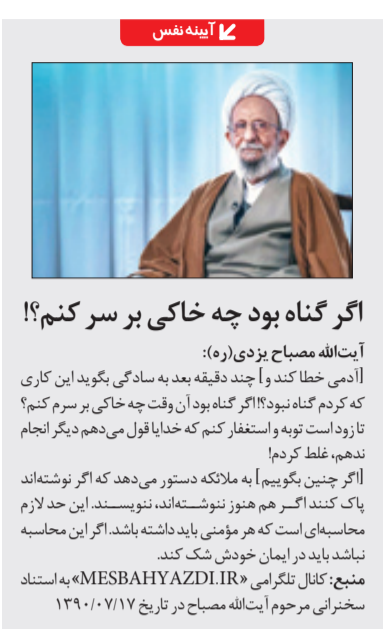 آیینه نفس
اگر گناه بود چه خاکی بر سر کنم؟!
آیت‌الله مصباح یزدی(ره):
[آدمی خطا کند و] چند دقیقه بعد به سادگی بگوید این کاری
که کردم گناه نبود؟! اگر گناه بود آن وقت چه خاکی بر سرم کنم؟
تا زود است توبه و استغفار کنم که خدایا قول می‌دهم دیگر انجام
ندهم، غلط کردم!
[اگر چنین بگوییم] به ملائکه دستور می‌دهد که اگر نوشته‌اند
پاک کنند اگر هم هنوز ننوشته‌اند، ننویسند. این حد لازم
محاسبه‌ای است که هر مؤمنی باید داشته باشد. اگر این محاسبه
نباشد باید در ایمان خودش شک کند.
منبع: کانال تلگرامی «MESBAHYAZDI.IR» به استناد
سخنرانی مرحوم آیت‌الله مصباح در تاریخ ۱۳۹۰/۰۷/۱۷